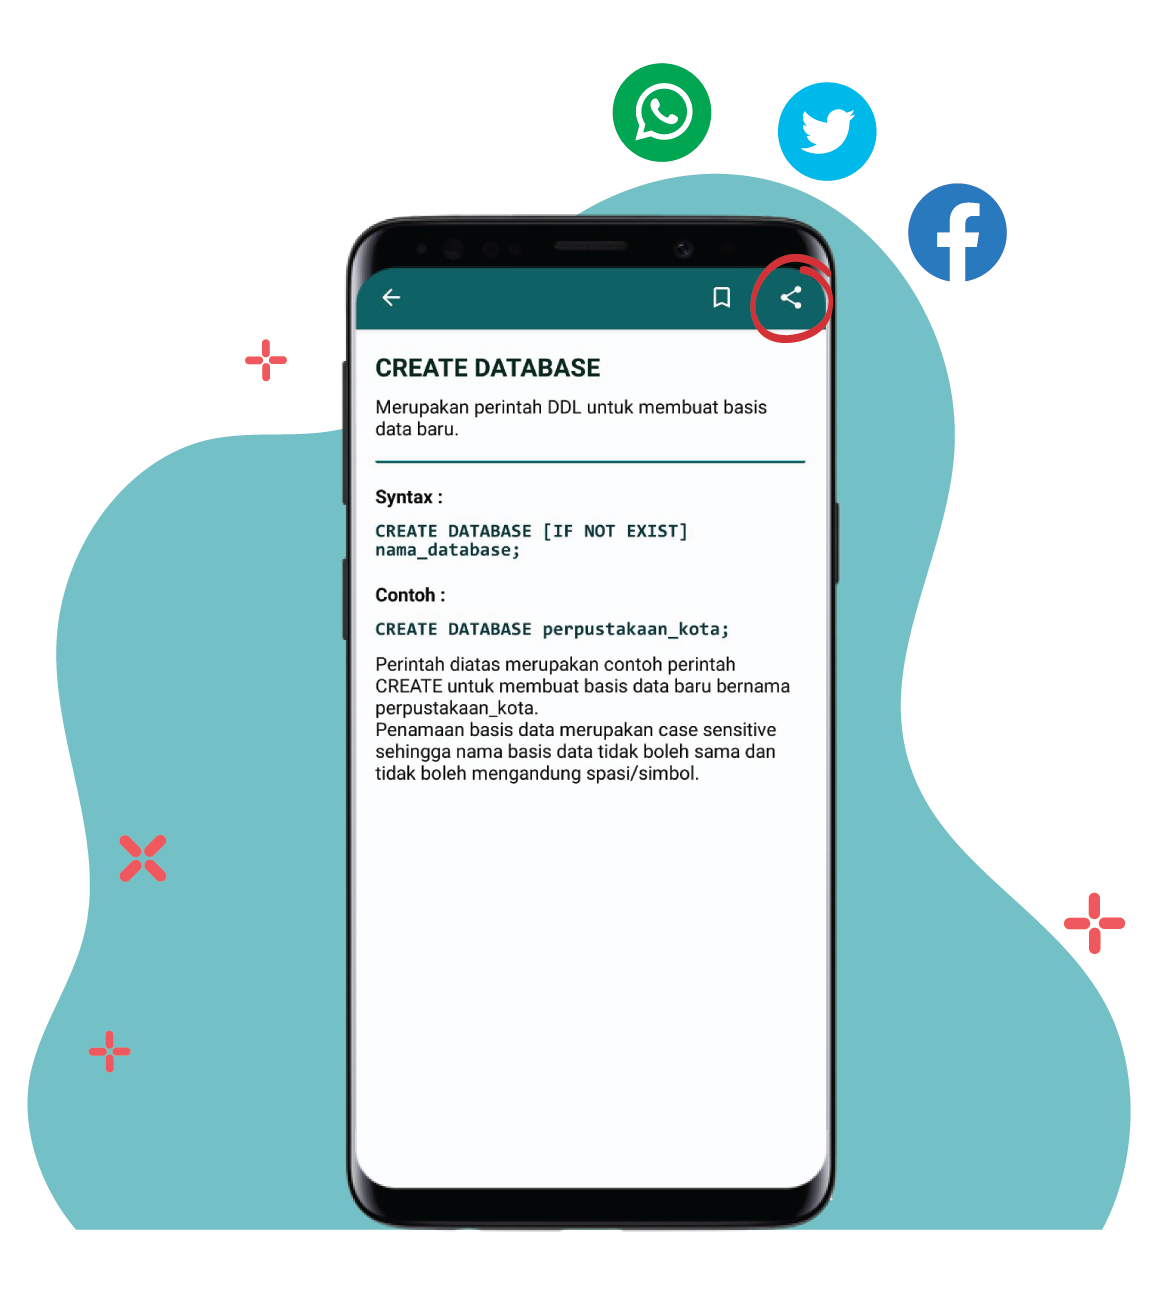 CREATE DATABASE
Merupakan perintah DDL untuk membuat basis
data baru.
Syntax :
CREATE DATABASE [IF NOT EXIST]
nama_database;
Contoh :
CREATE DATABASE perpustakaan_kota;
Perintah diatas merupakan contoh perintah
CREATE untuk membuat basis data baru bernama
perpustakaan_kota.
Penamaan basis data merupakan case sensitive
sehingga nama basis data tidak boleh sama dan
tidak boleh mengandung spasi/simbol.